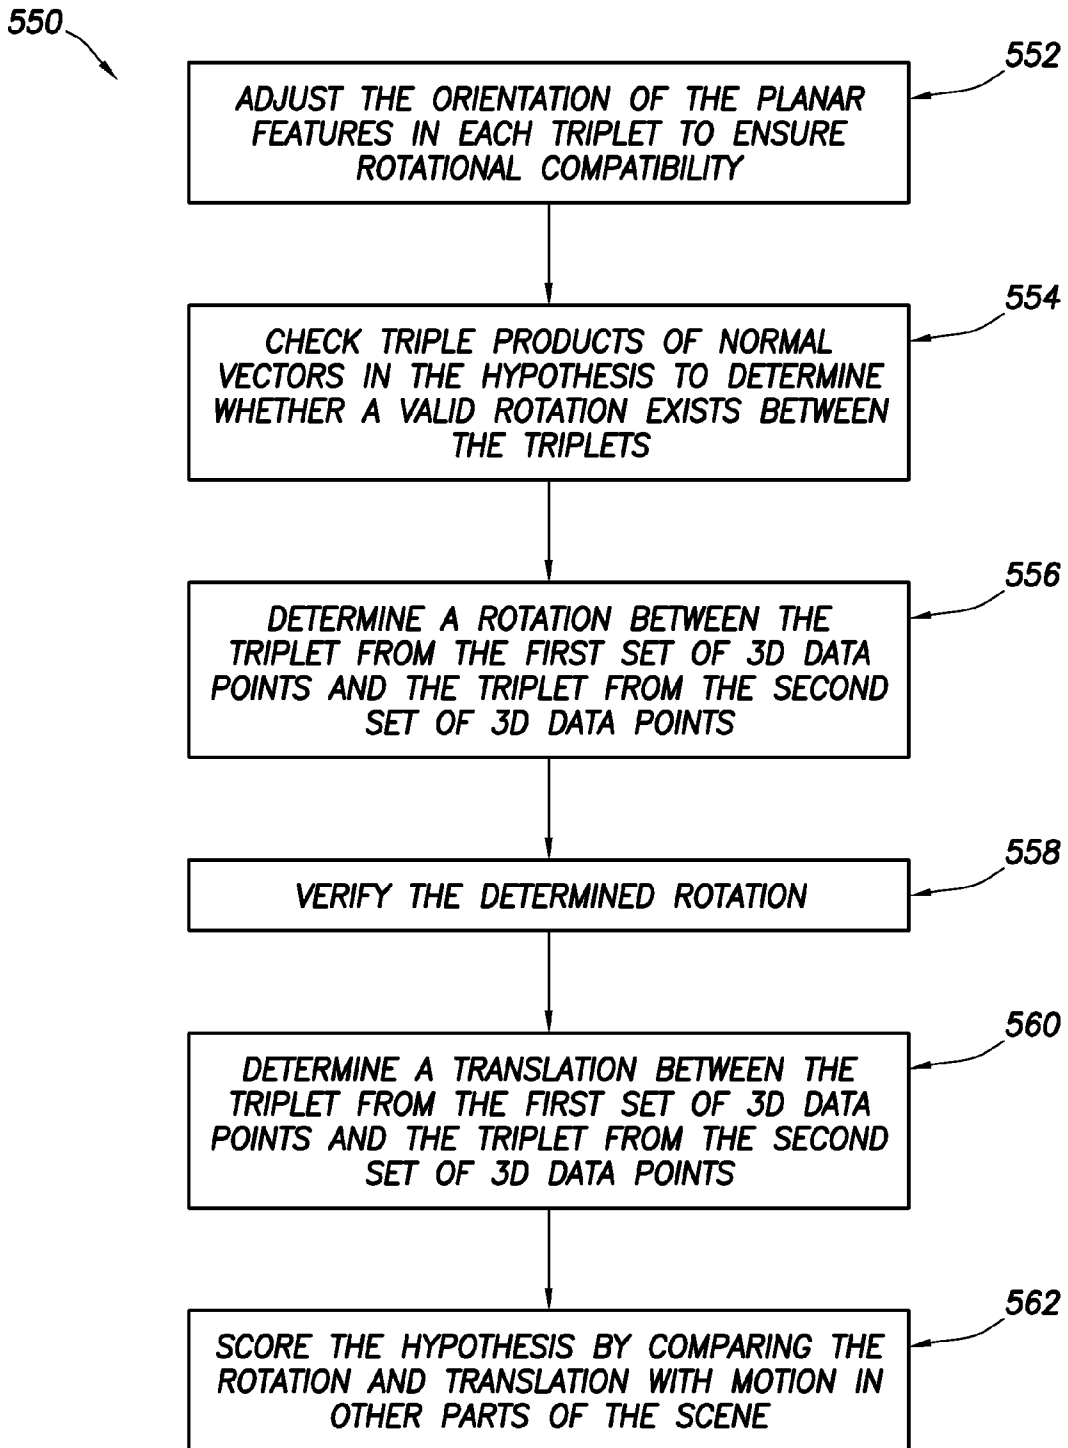 550
552
ADJUST THE ORIENTATION OF THE PLANAR
FEATURES IN EACH TRIPLET TO ENSURE
ROTATIONAL COMPATIBILITY
554
CHECK TRIPLE PRODUCTS OF NORMAL
VECTORS IN THE HYPOTHESIS TO DETERMINE
WHETHER A VALID ROTATION EXISTS BETWEEN
THE TRIPLETS
556
DETERMINE A ROTATION BETWEEN THE
TRIPLET FROM THE FIRST SET OF 3D DATA
POINTS AND THE TRIPLET FROM THE SECOND
SET OF 3D DATA POINTS
558
VERIFY THE DETERMINED ROTATION
560
DETERMINE A TRANSLATION BETWEEN THE
TRIPLET FROM THE FIRST SET OF 3D DATA
POINTS AND THE TRIPLET FROM THE SECOND
SET OF 3D DATA POINTS
562
SCORE THE HYPOTHESIS BY COMPARING THE
ROTATION AND TRANSLATION WITH MOTION IN
OTHER PARTS OF THE SCENE